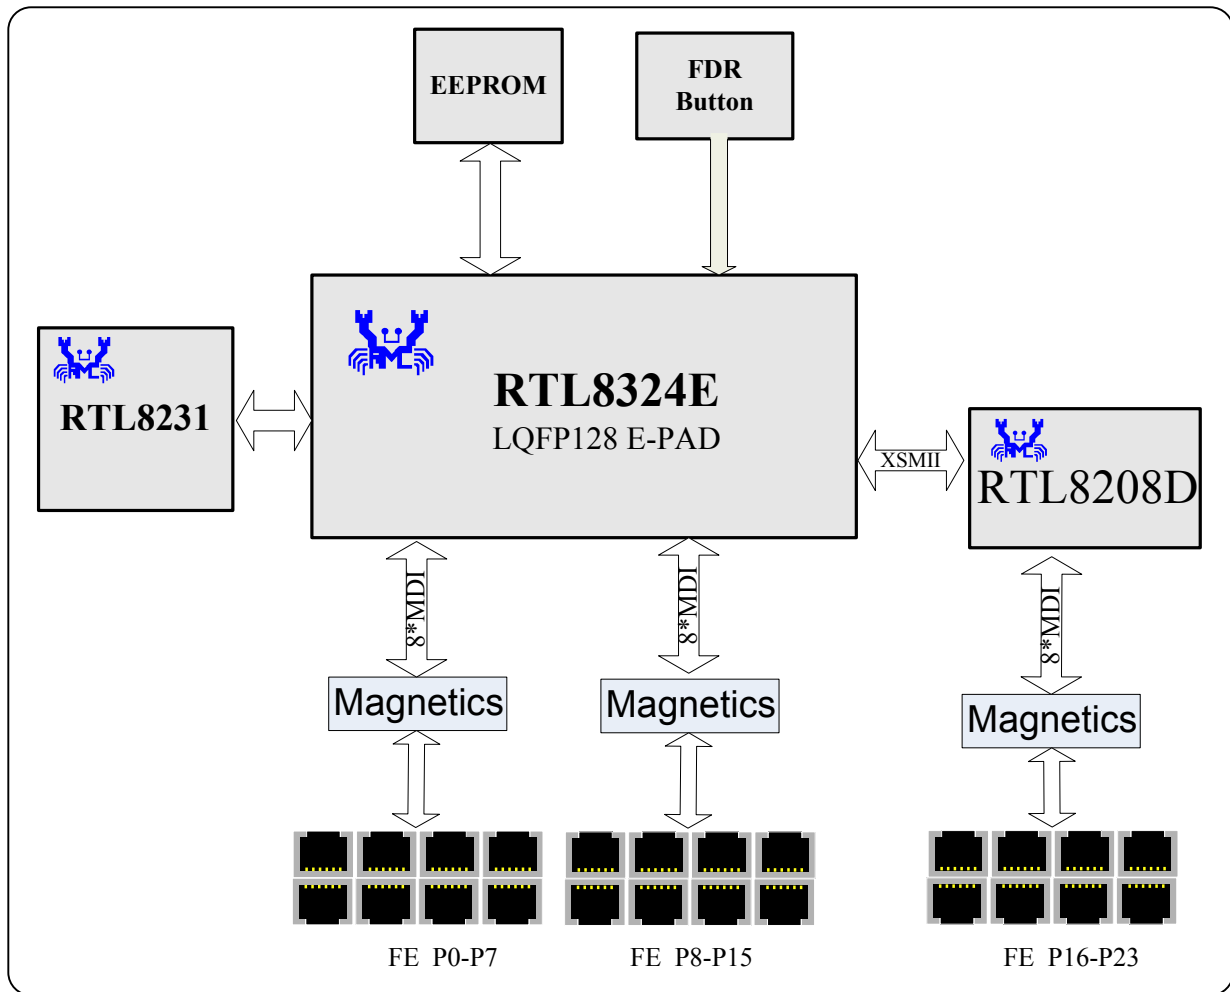 EEPROM
FDR
Button
RTL8231
RTL8324E
LQFP128 E-PAD
XSMII
RTL8208D
8*MDI
8*MDI
8*MDI
Magnetics
Magnetics
Magnetics
FE P0-P7
FE P8-P15
FE P16-P23